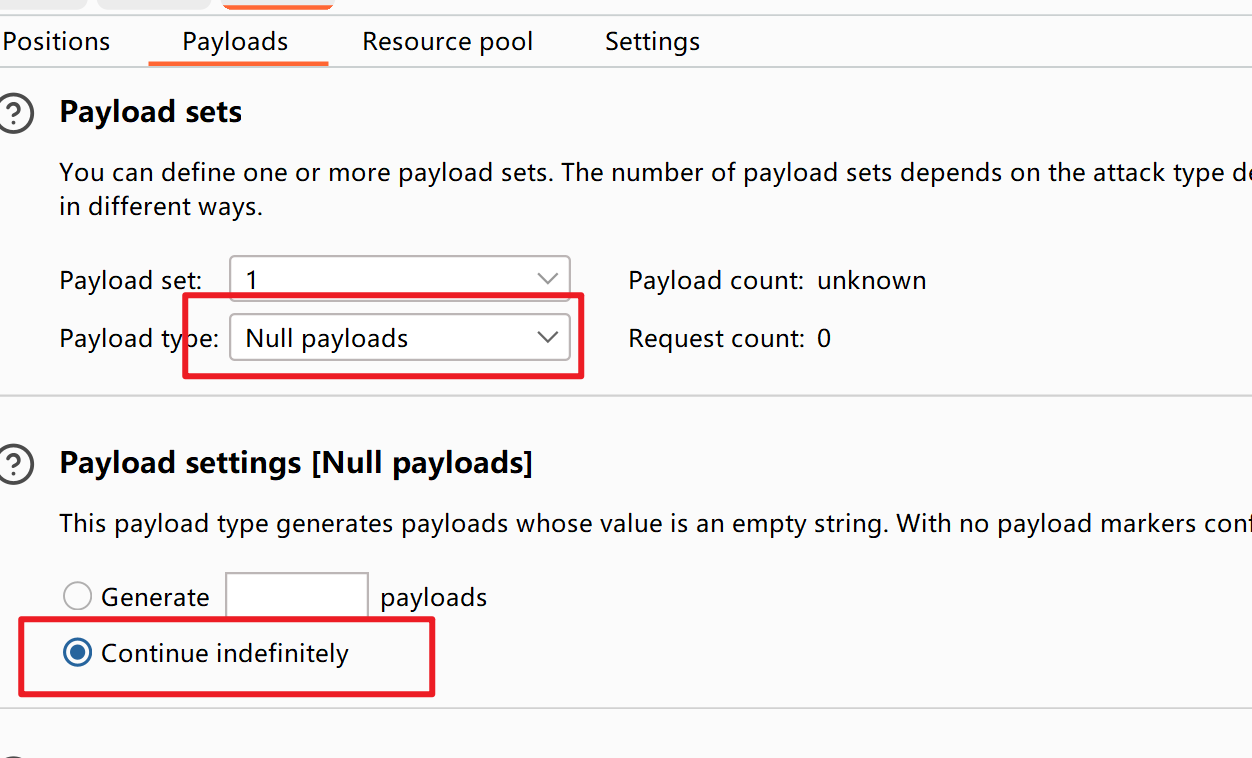 Positions Payloads Resource pool Settings
Payload sets
You can define one or more payload sets. The number of payload sets depends on the attack type
in different ways.
Payload set: 1 Payload count: unknown
Payload type: Null payloads Request count: 0
Payload settings [Null payloads]
This payload type generates payloads whose value is an empty string. With no payload markers
Generate payloads
Continue indefinitely